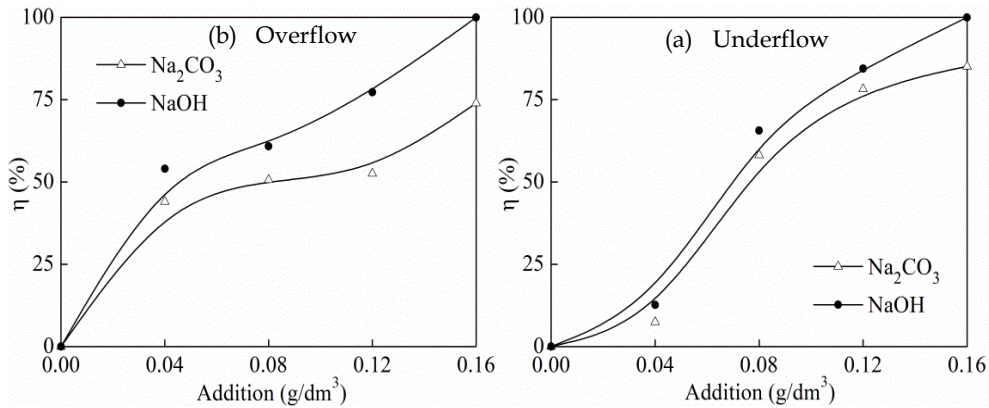 (b) Overflow
Na₂CO₃
NaOH
100
75
50
25
0
η (%)
0.00 0.04 0.08 0.12 0.16
Addition (g/dm³)
(a) Underflow
Na₂CO₃
NaOH
100
75
50
25
0
η (%)
0.00 0.04 0.08 0.12 0.16
Addition (g/dm³)